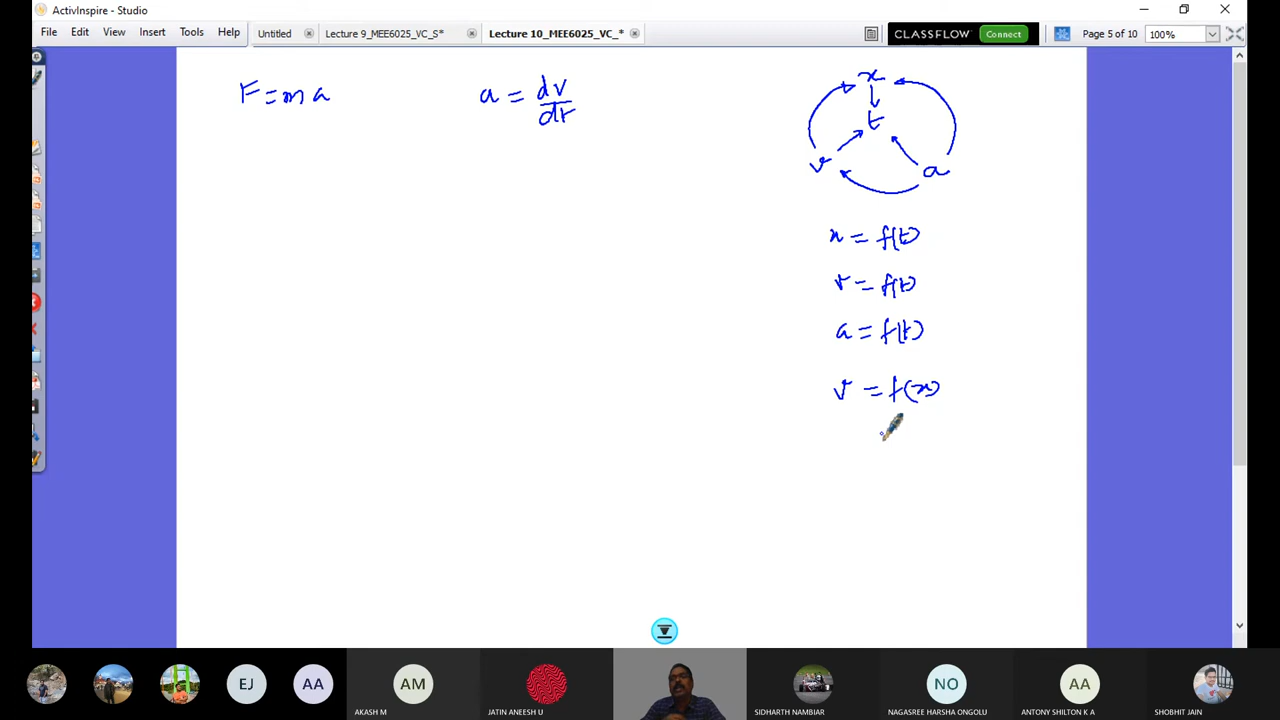 ActivInspire - Studio
File Edit View Insert Tools Help
Untitled
Lecture 9_MEE6025_VC_S*
Lecture 10_MEE6025_VC_*
CLASSFLOW Connect
Page 5 of 10
100%
F = ma
a = dv/dt
x
t
v
a
x = f(t)
v = f(t)
a = f(t)
v = f(x)
EJ
AA
AM
NO
AA
AKASH M
JATIN ANEESH U
SIDHARTH NAMBIAR
NAGASREE HARSHA ONGOLU
ANTONY SHILTON K A
SHOBHIT JAIN